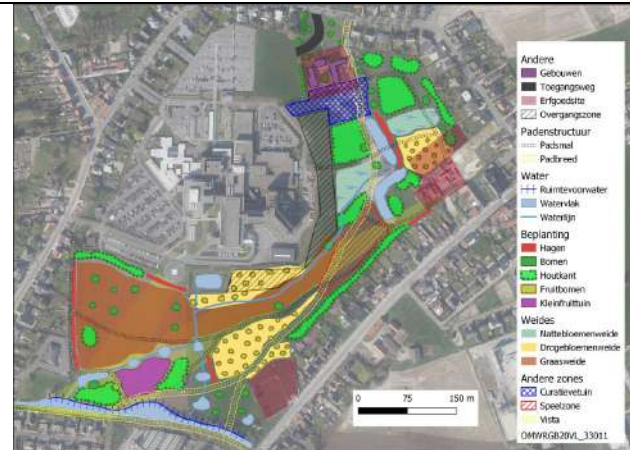 Andere
Gebouwen
Toegangsweg
Erfgoedsite
Overgangszone
Padenstructuur
Padsmal
Padbreed
Water
Ruimtevoorwater
Watervlak
Waterlijn
Beplanting
Hagen
Bomen
Houtkant
Fruitbomen
Kleinfruittuin
Weides
Nattebloemenweide
Drogebloemenweide
Graasweide
Andere zones
Curatievetuin
Speelzone
Vista
OMWRGB20VL_33011
0 75 150 m